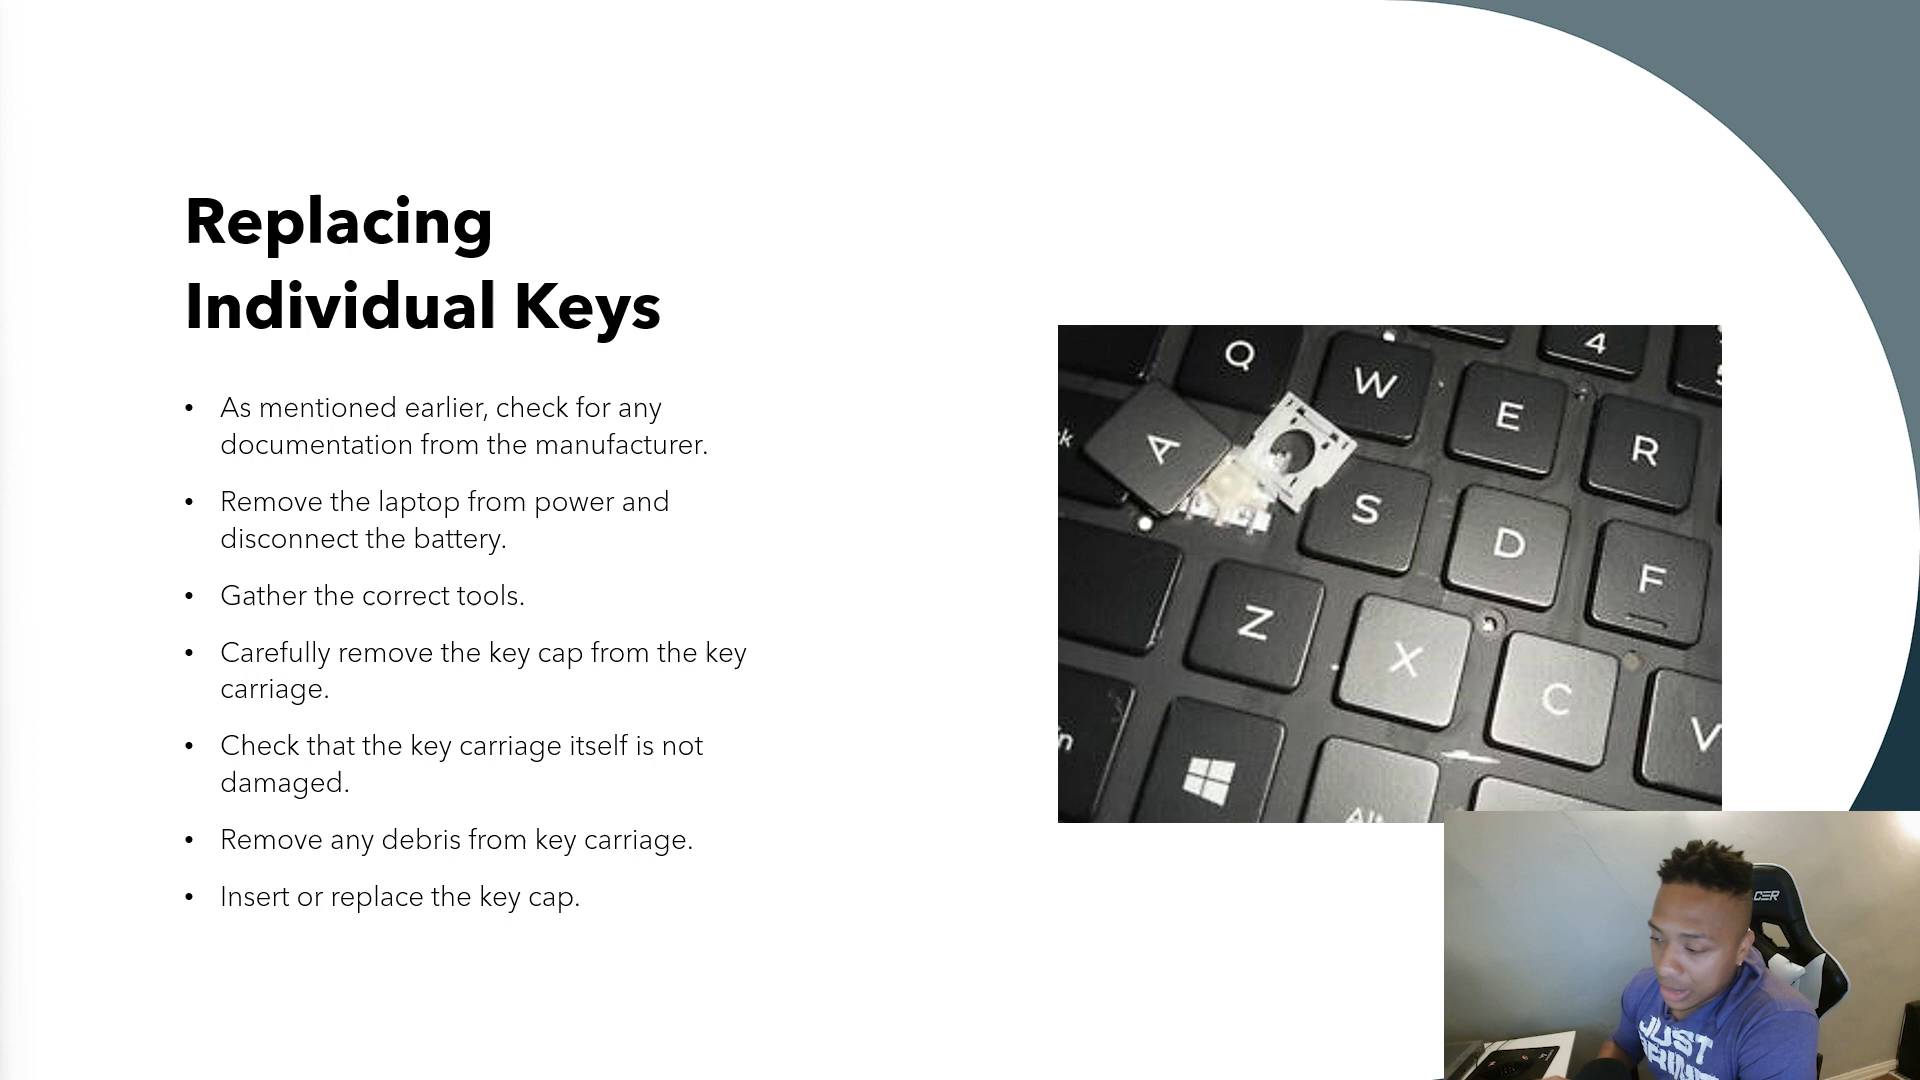 Replacing
Individual Keys
• As mentioned earlier, check for any
documentation from the manufacturer.
• Remove the laptop from power and
disconnect the battery.
• Gather the correct tools.
• Carefully remove the key cap from the key
carriage.
• Check that the key carriage itself is not
damaged.
• Remove any debris from key carriage.
• Insert or replace the key cap.
4
Q W E R
A S D F
Z X C V
JUST